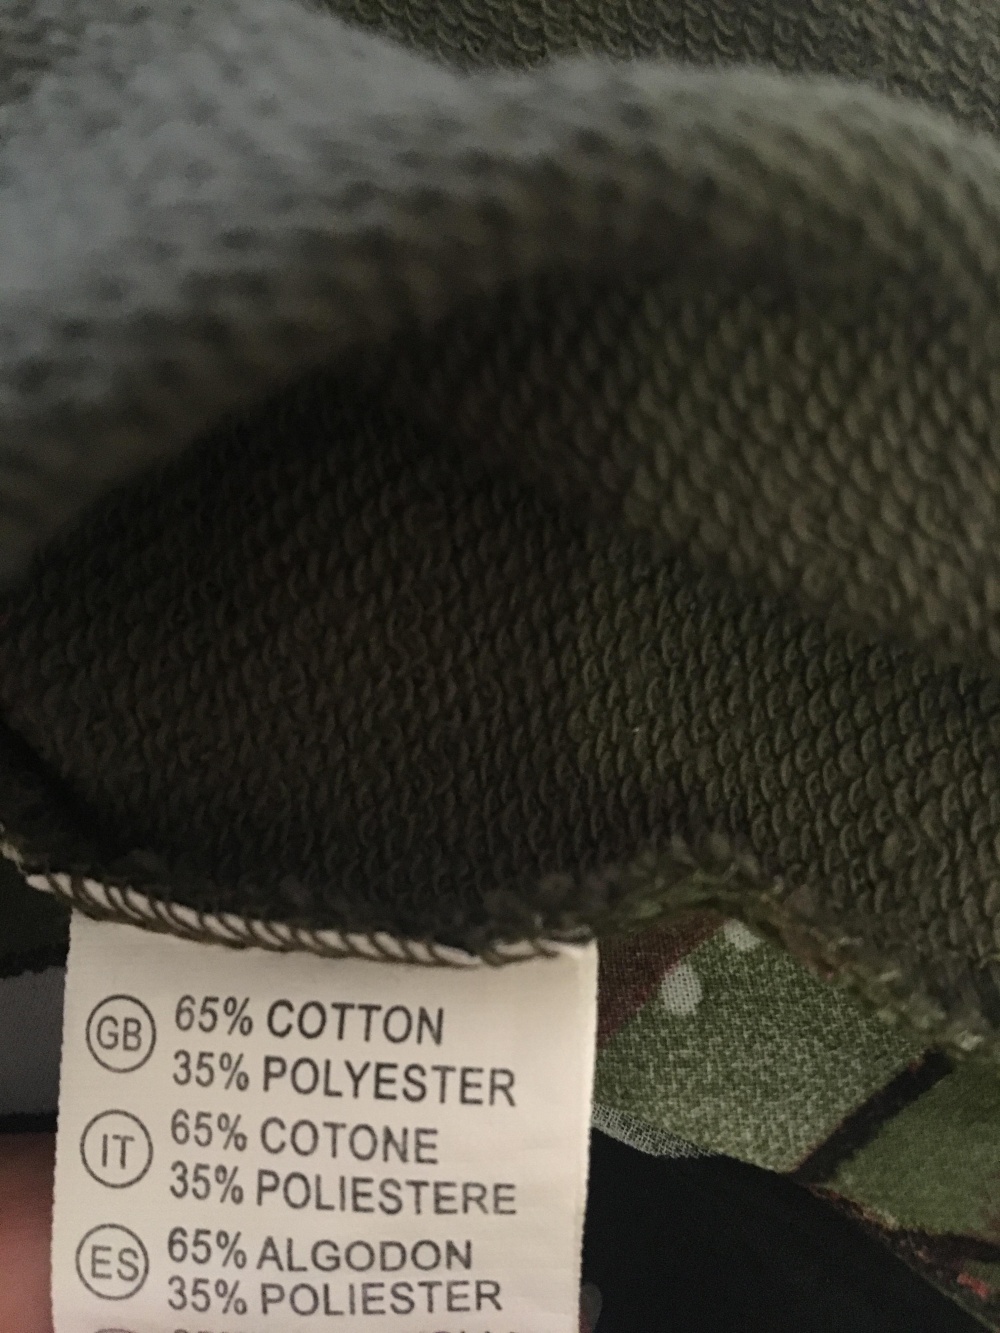 GB 65% COTTON
35% POLYESTER
IT 65% COTONE
35% POLIESTERE
ES 65% ALGODON
35% POLIESTER